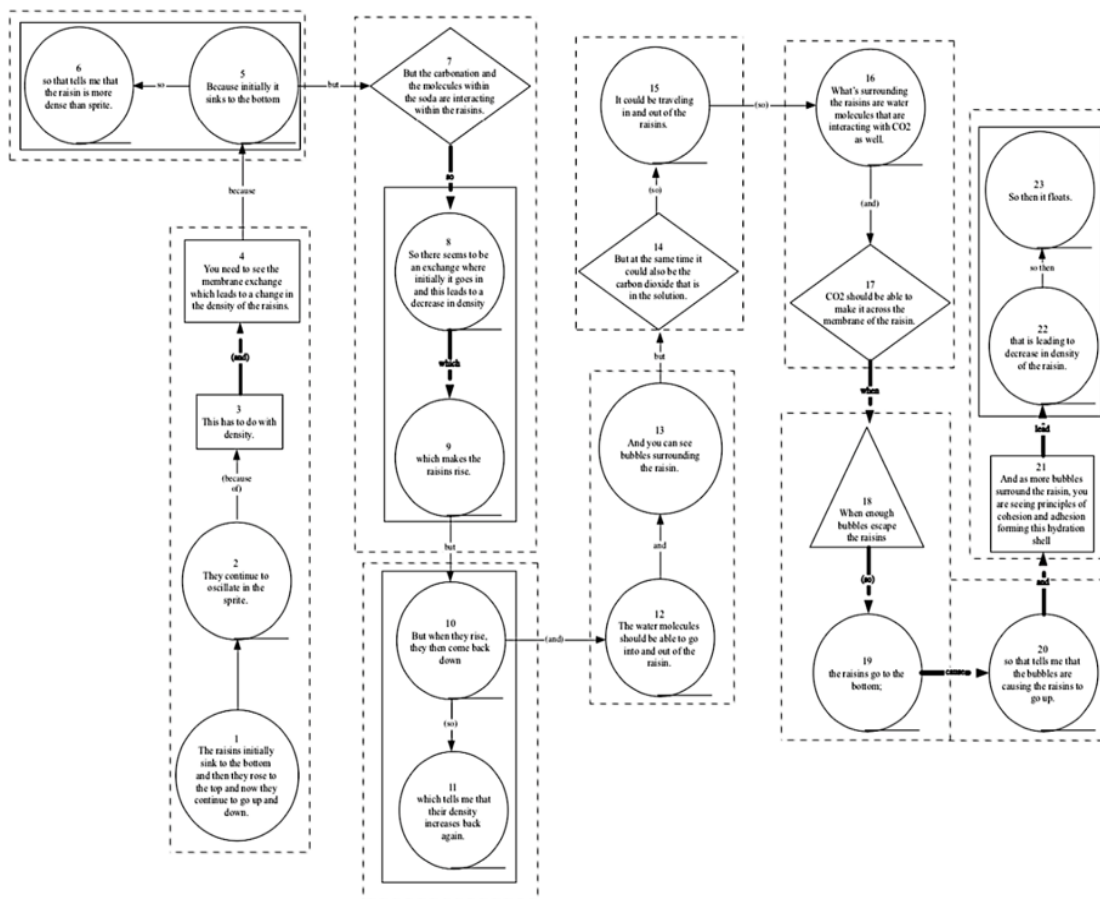 6
so that tells me that
the raisin is more
dense than sprite.
so
5
Because initially it
sinks to the bottom
but
7
But the carbonation and
the molecules within
the soda are interacting
within the raisins.
because
so
4
You need to see the
membrane exchange
which leads to a change in
the density of the raisins.
(and)
3
This has to do with
density.
(because
of)
2
They continue to
oscillate in the
sprite.
1
The raisins initially
sink to the bottom
and then they rose to
the top and now they
continue to go up and
down.
8
So there seems to be
an exchange where
initially it goes in
and this leads to a
decrease in density
which
9
which makes the
raisins rise.
but
10
But when they rise,
they then come back
down
(and)
(so)
11
which tells me that
their density
increases back
again.
12
The water molecules
should be able to go
into and out of the
raisin.
and
13
And you can see
bubbles surrounding
the raisin.
but
14
But at the same time it
could also be the
carbon dioxide that is
in the solution.
(so)
15
It could be traveling
in and out of the
raisins.
(so)
16
What's surrounding
the raisins are water
molecules that are
interacting with CO2
as well.
(and)
17
CO2 should be able to
make it across the
membrane of the raisin.
when
18
When enough
bubbles escape
the raisins
(so)
19
the raisins go to the
bottom;
cause
20
so that tells me that
the bubbles are
causing the raisins to
go up.
and
21
And as more bubbles
surround the raisin, you
are seeing principles of
cohesion and adhesion
forming this hydration
shell
lead
22
that is leading to
decrease in density
of the raisin.
so then
23
So then it floats.